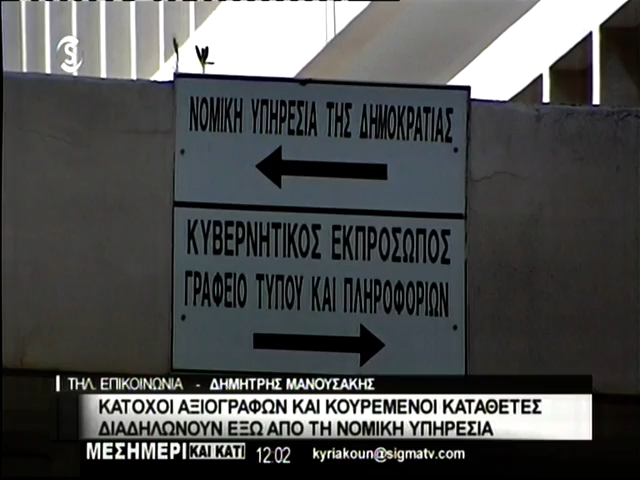 S
ΝΟΜΙΚΗ ΥΠΗΡΕΣΙΑ ΤΗΣ ΔΗΜΟΚΡΑΤΙΑΣ
ΚΥΒΕΡΝΗΤΙΚΟΣ ΕΚΠΡΟΣΩΠΟΣ
ΓΡΑΦΕΙΟ ΤΥΠΟΥ ΚΑΙ ΠΛΗΡΟΦΟΡΙΩΝ
ΤΗΛ. ΕΠΙΚΟΙΝΩΝΙΑ - ΔΗΜΗΤΡΗΣ ΜΑΝΟΥΣΑΚΗΣ
ΚΑΤΟΧΟΙ ΑΞΙΟΓΡΑΦΩΝ ΚΑΙ ΚΟΥΡΕΜΕΝΟΙ ΚΑΤΑΘΕΤΕΣ
ΔΙΑΔΗΛΩΝΟΥΝ ΕΞΩ ΑΠΟ ΤΗ ΝΟΜΙΚΗ ΥΠΗΡΕΣΙΑ
ΜΕΣΗΜΕΡΙ ΚΑΙ ΚΑΤΙ 12:02 kyriakoun@sigmatv.com